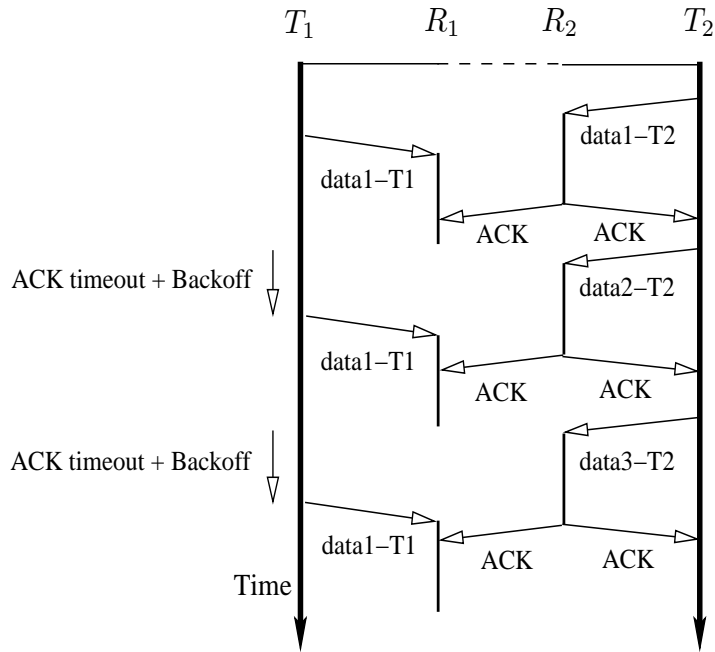 T1 R1 R2 T2
data1–T2
data1–T1
ACK ACK
ACK timeout + Backoff
data2–T2
data1–T1
ACK ACK
ACK timeout + Backoff
data3–T2
data1–T1
ACK ACK
Time